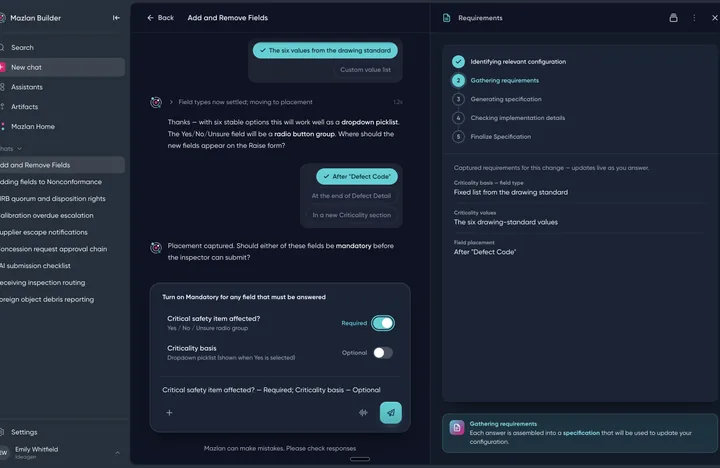 Mazlan Builder
Search
New chat
Assistants
Artifacts
Mazlan Home
hats
dd and Remove Fields
dding fields to Nonconformance
RB quorum and disposition rights
alibration overdue escalation
upplier escape notifications
oncession request approval chain
AI submission checklist
eceiving inspection routing
oreign object debris reporting
Settings
EW
Emily Whitfield
Ideagen
Back
Add and Remove Fields
The six values from the drawing standard
Custom value list
Field types now settled; moving to placement
1.2s
Thanks — with six stable options this will work well as a dropdown picklist.
The Yes/No/Unsure field will be a radio button group. Where should the
new fields appear on the Raise form?
After "Defect Code"
At the end of Defect Detail
In a new Criticality section
Placement captured. Should either of these fields be mandatory before
the inspector can submit?
Turn on Mandatory for any field that must be answered
Critical safety item affected?
Yes / No / Unsure radio group
Required
Criticality basis
Dropdown picklist (shown when Yes is selected)
Optional
Critical safety item affected? — Required; Criticality basis — Optional
Mazlan can make mistakes. Please check responses
Requirements
Identifying relevant configuration
2 Gathering requirements
3 Generating specification
4 Checking implementation details
5 Finalize Specification
Captured requirements for this change — updates live as you answer.
Criticality basis — field type
Fixed list from the drawing standard
Criticality values
The six drawing-standard values
Field placement
After "Defect Code"
Gathering requirements
Each answer is assembled into a specification that will be used to update your
configuration.